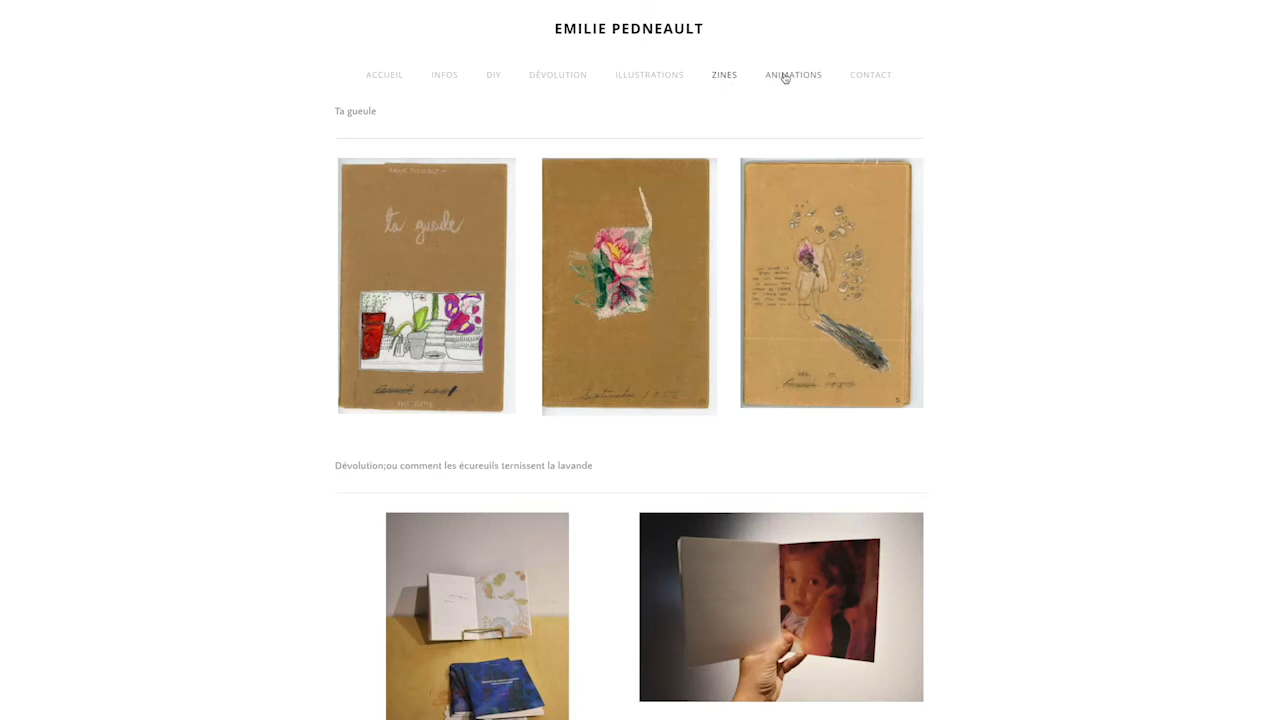 EMILIE PEDNEAULT
ACCUEIL INFOS DIY DÉVOLUTION ILLUSTRATIONS ZINES ANIMATIONS CONTACT
Ta gueule
ta gueule
Septembre
Dévolution;ou comment les écureuils ternissent la lavande